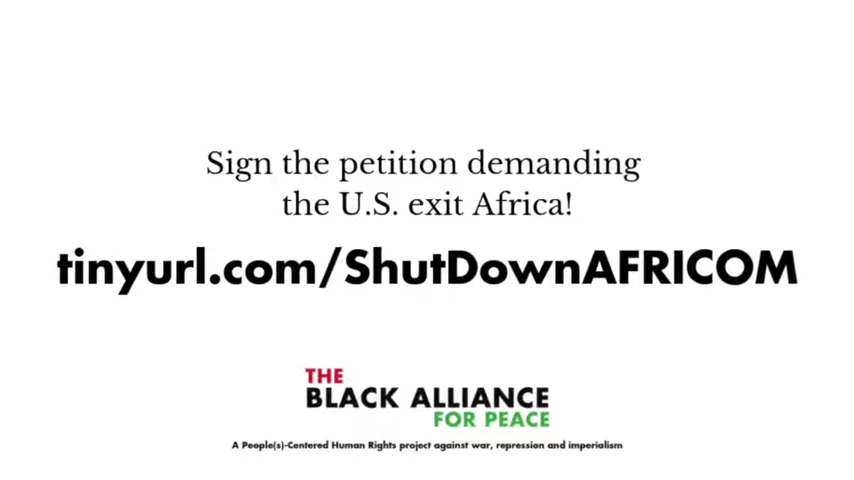 Sign the petition demanding
the U.S. exit Africa!
tinyurl.com/ShutDownAFRICOM
THE
BLACK ALLIANCE
FOR PEACE
A People(s)-Centered Human Rights project against war, repression and imperialism